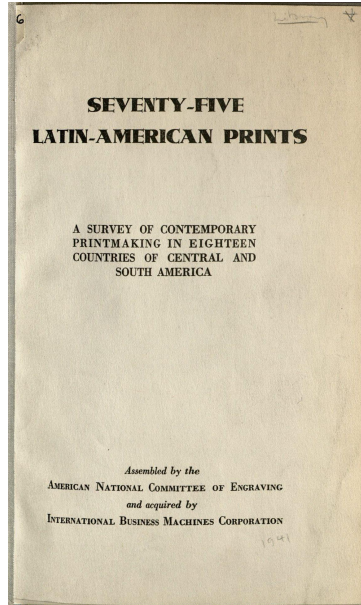 6
Library
SEVENTY-FIVE
LATIN-AMERICAN PRINTS
A SURVEY OF CONTEMPORARY
PRINTMAKING IN EIGHTEEN
COUNTRIES OF CENTRAL AND
SOUTH AMERICA
Assembled by the
AMERICAN NATIONAL COMMITTEE OF ENGRAVING
and acquired by
INTERNATIONAL BUSINESS MACHINES CORPORATION
1941